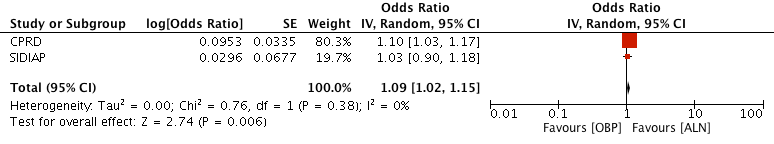 Odds Ratio Odds Ratio
Study or Subgroup log[Odds Ratio] SE Weight IV, Random, 95% CI IV, Random, 95% CI
CPRD 0.0953 0.0335 80.3% 1.10 [1.03, 1.17]
SIDIAP 0.0296 0.0677 19.7% 1.03 [0.90, 1.18]
Total (95% CI) 100.0% 1.09 [1.02, 1.15]
Heterogeneity: Tau² = 0.00; Chi² = 0.76, df = 1 (P = 0.38); I² = 0%
Test for overall effect: Z = 2.74 (P = 0.006)
0.01 0.1 1 10 100
Favours [OBP] Favours [ALN]